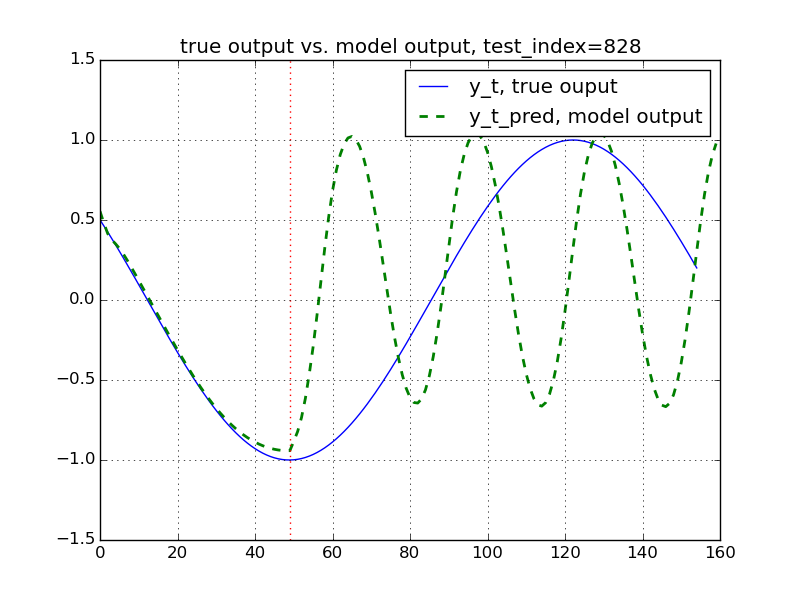 true output vs. model output, test_index=828
y_t, true ouput
y_t_pred, model output
1.5
1.0
0.5
0.0
−0.5
−1.0
−1.5
0 20 40 60 80 100 120 140 160